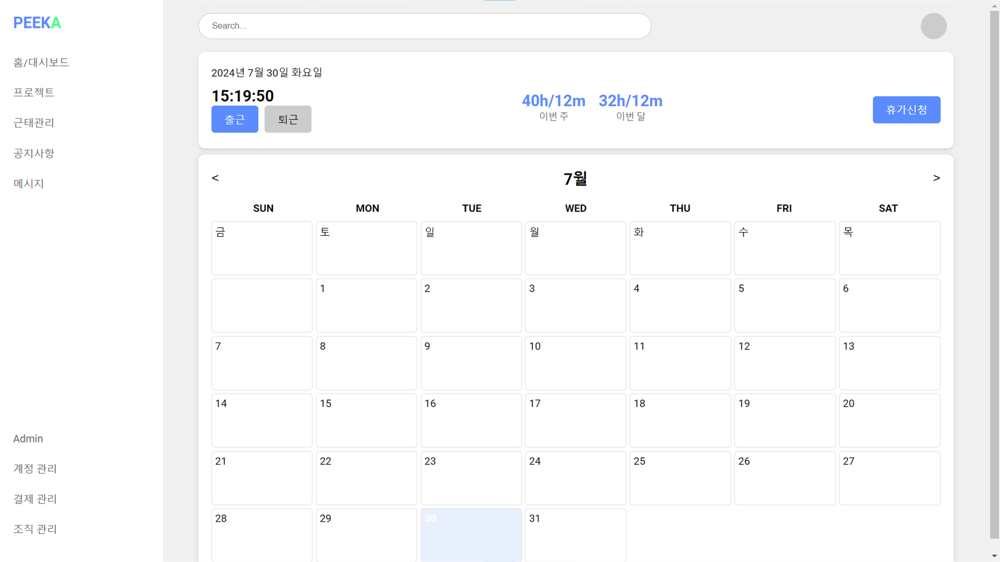 PEEKA
홈/대시보드
프로젝트
근태관리
공지사항
메시지
Admin
계정 관리
결제 관리
조직 관리
Search...
2024년 7월 30일 화요일
15:19:50
출근 퇴근
40h/12m 32h/12m
이번 주 이번 달
휴가신청
< 7월 >
SUN MON TUE WED THU FRI SAT
금 토 일 월 화 수 목
1 2 3 4 5 6
7 8 9 10 11 12 13
14 15 16 17 18 19 20
21 22 23 24 25 26 27
28 29 30 31